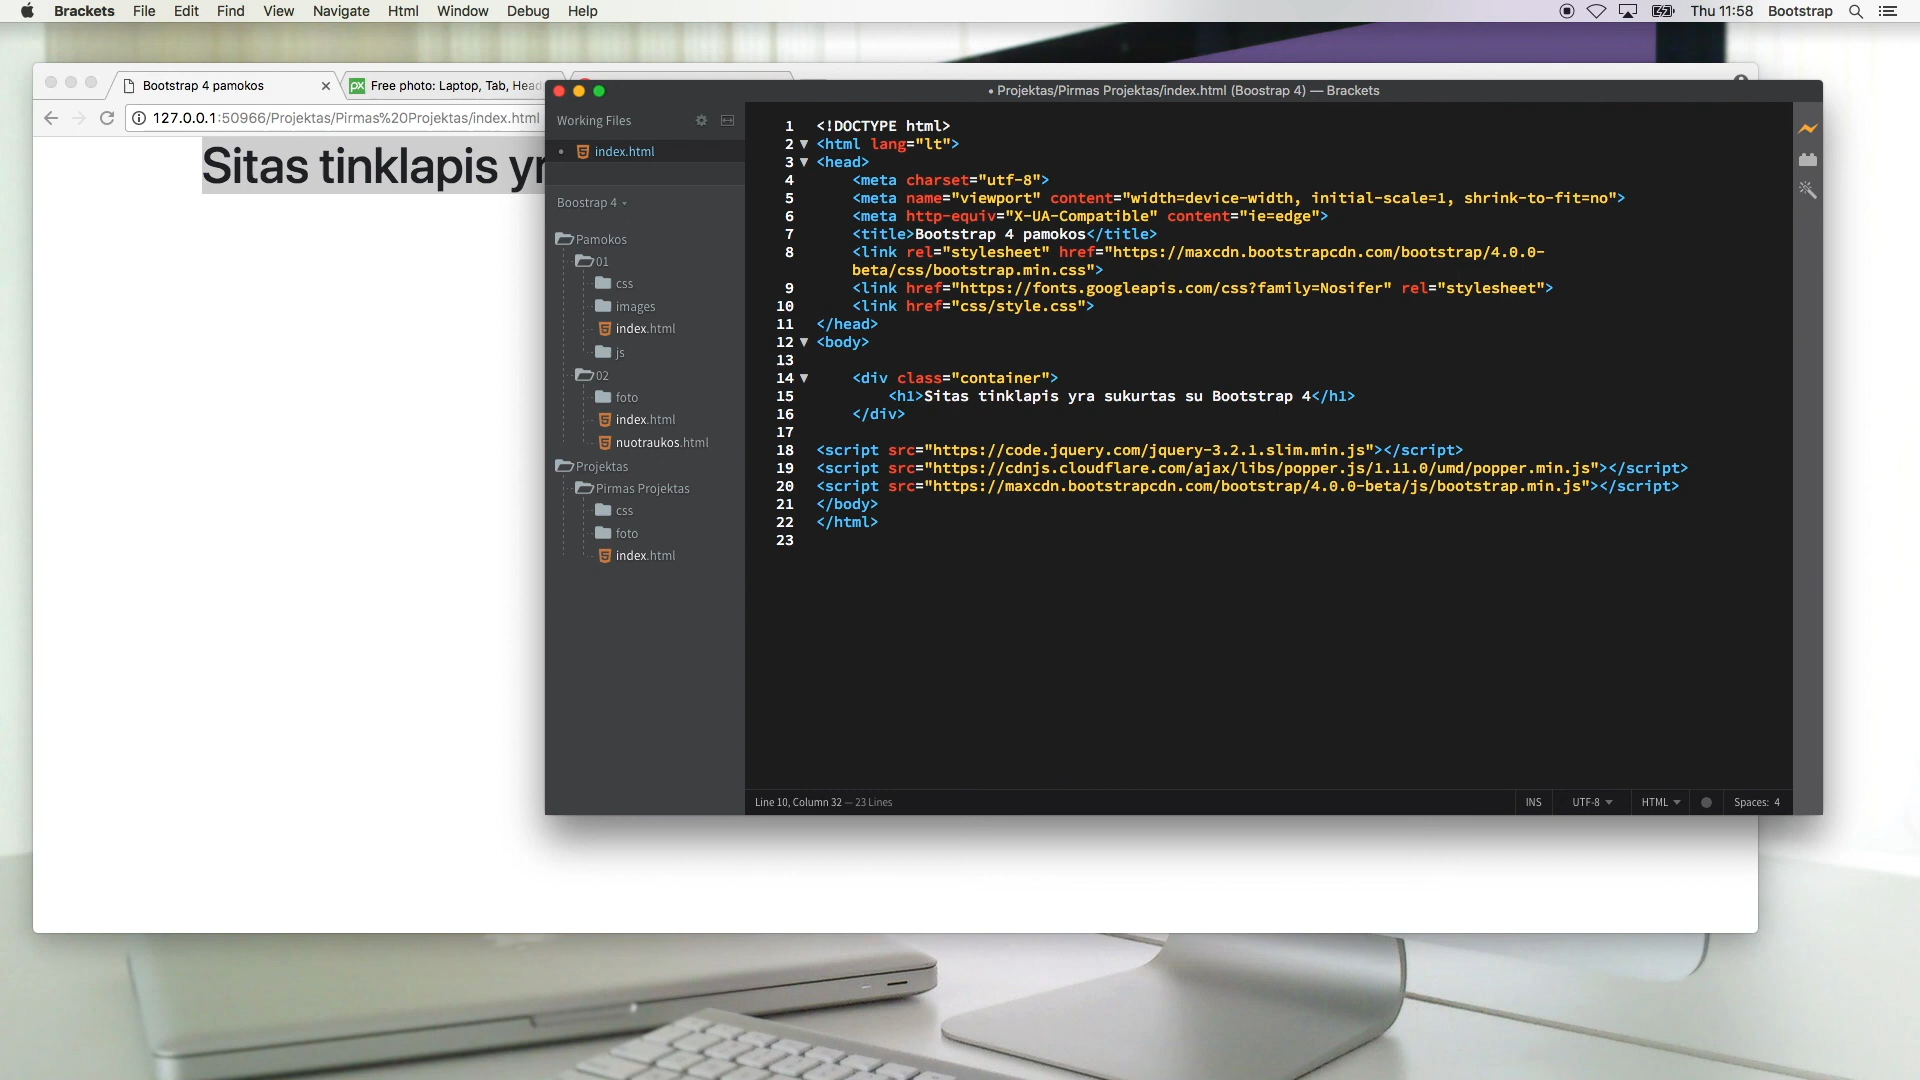 Brackets File Edit Find View Navigate Html Window Debug Help
Thu 11:58 Bootstrap
Bootstrap 4 pamokos
Free photo: Laptop, Tab, Head
127.0.0.1:50966/Projektas/Pirmas%20Projektas/index.html
Sitas tinklapis yr
• Projektas/Pirmas Projektas/index.html (Boostrap 4) — Brackets
Working Files
• index.html
Boostrap 4
Pamokos
01
css
images
index.html
js
02
foto
index.html
nuotraukos.html
Projektas
Pirmas Projektas
css
foto
index.html
1 <!DOCTYPE html>
2 <html lang="lt">
3 <head>
4 <meta charset="utf-8">
5 <meta name="viewport" content="width=device-width, initial-scale=1, shrink-to-fit=no">
6 <meta http-equiv="X-UA-Compatible" content="ie=edge">
7 <title>Bootstrap 4 pamokos</title>
8 <link rel="stylesheet" href="https://maxcdn.bootstrapcdn.com/bootstrap/4.0.0-
beta/css/bootstrap.min.css">
9 <link href="https://fonts.googleapis.com/css?family=Nosifer" rel="stylesheet">
10 <link href="css/style.css">
11 </head>
12 <body>
13
14 <div class="container">
15 <h1>Sitas tinklapis yra sukurtas su Bootstrap 4</h1>
16 </div>
17
18 <script src="https://code.jquery.com/jquery-3.2.1.slim.min.js"></script>
19 <script src="https://cdnjs.cloudflare.com/ajax/libs/popper.js/1.11.0/umd/popper.min.js"></script>
20 <script src="https://maxcdn.bootstrapcdn.com/bootstrap/4.0.0-beta/js/bootstrap.min.js"></script>
21 </body>
22 </html>
23
Line 10, Column 32 — 23 Lines
INS UTF-8 HTML Spaces: 4